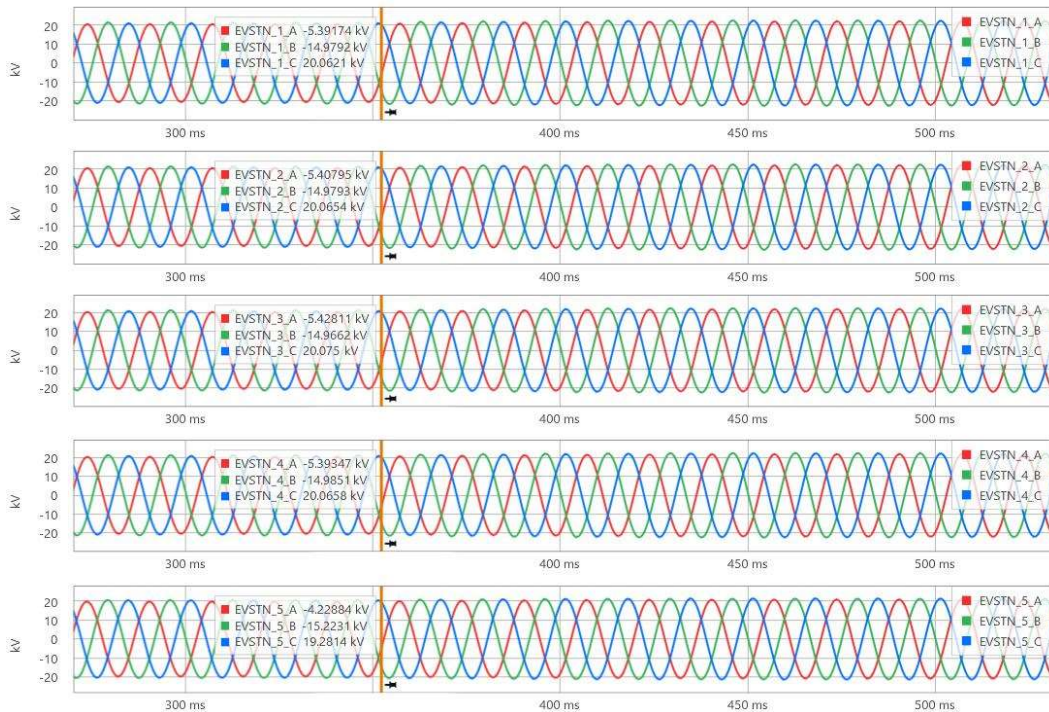 20
10
0
-10
-20
kV
EVSTN_1_A -5.39174 kV
EVSTN_1_B -14.9792 kV
EVSTN_1_C 20.0621 kV
EVSTN_1_A
EVSTN_1_B
EVSTN_1_C
300 ms
400 ms
450 ms
500 ms
20
10
0
-10
-20
kV
EVSTN_2_A -5.40795 kV
EVSTN_2_B -14.9793 kV
EVSTN_2_C 20.0654 kV
EVSTN_2_A
EVSTN_2_B
EVSTN_2_C
300 ms
400 ms
450 ms
500 ms
20
10
0
-10
-20
kV
EVSTN_3_A -5.42811 kV
EVSTN_3_B -14.9662 kV
EVSTN_3_C 20.075 kV
EVSTN_3_A
EVSTN_3_B
EVSTN_3_C
300 ms
400 ms
450 ms
500 ms
20
10
0
-10
-20
kV
EVSTN_4_A -5.39347 kV
EVSTN_4_B -14.9851 kV
EVSTN_4_C 20.0658 kV
EVSTN_4_A
EVSTN_4_B
EVSTN_4_C
300 ms
400 ms
450 ms
500 ms
20
10
0
-10
-20
kV
EVSTN_5_A -4.22884 kV
EVSTN_5_B -15.2231 kV
EVSTN_5_C 19.2814 kV
EVSTN_5_A
EVSTN_5_B
EVSTN_5_C
300 ms
400 ms
450 ms
500 ms